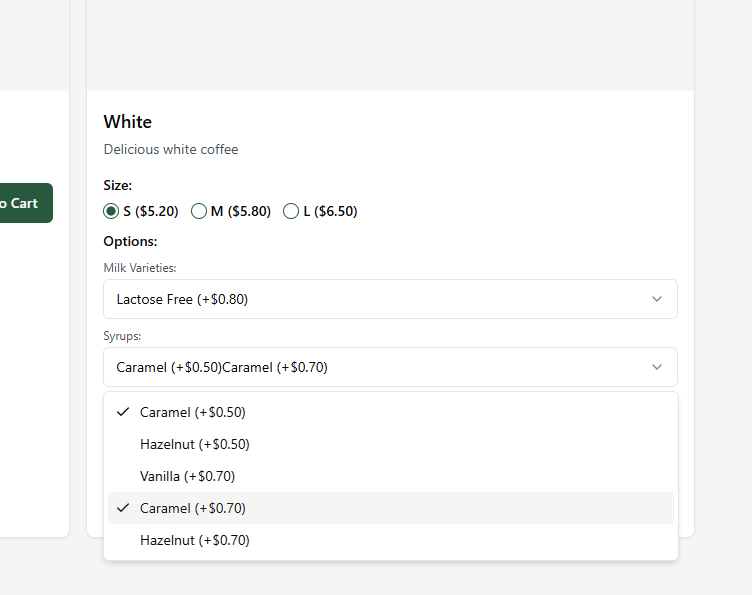 White
Delicious white coffee
Size:
S ($5.20) M ($5.80) L ($6.50)
o Cart
Options:
Milk Varieties:
Lactose Free (+$0.80)
Syrups:
Caramel (+$0.50)Caramel (+$0.70)
Caramel (+$0.50)
Hazelnut (+$0.50)
Vanilla (+$0.70)
Caramel (+$0.70)
Hazelnut (+$0.70)